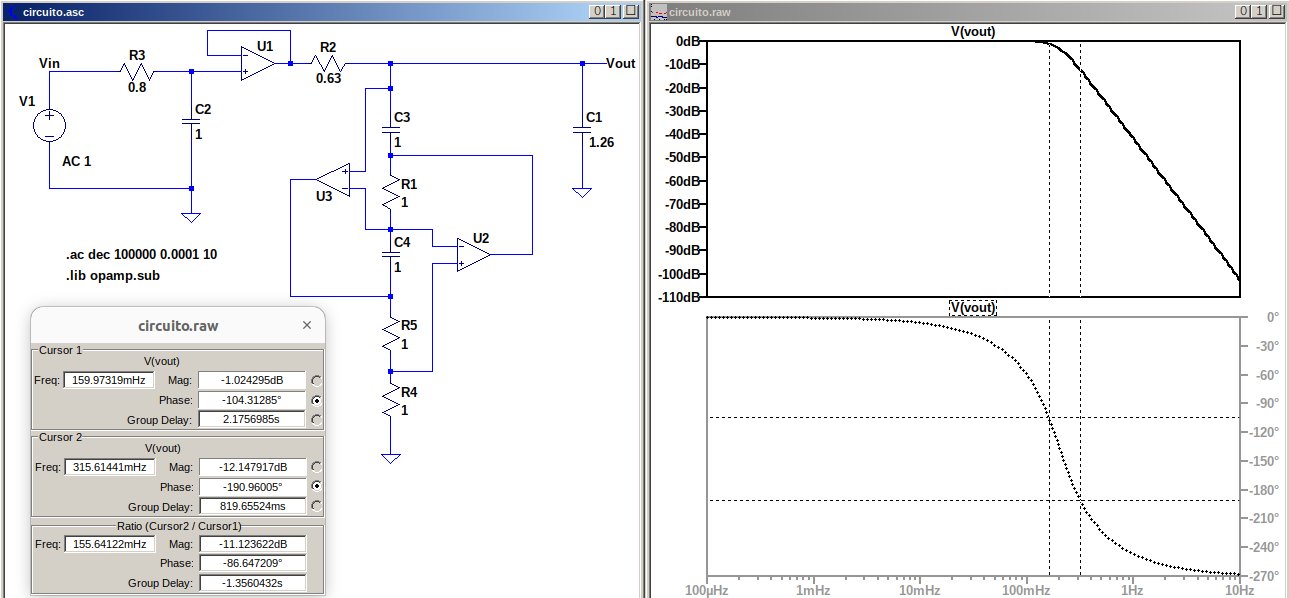 circuito.asc
0 1
Vin
R3
0.8
V1
AC 1
C2
1
U1
R2
0.63
Vout
C3
1
C1
1.26
R1
1
U3
C4
1
U2
R5
1
R4
1
.ac dec 100000 0.0001 10
.lib opamp.sub
circuito.raw ×
Cursor 1
V(vout)
Freq: 159.97319mHz Mag: -1.024295dB
Phase: -104.31285°
Group Delay: 2.1756985s
Cursor 2
V(vout)
Freq: 315.61441mHz Mag: -12.147917dB
Phase: -190.96005°
Group Delay: 819.65524ms
Ratio (Cursor2 / Cursor1)
Freq: 155.64122mHz Mag: -11.123622dB
Phase: -86.647209°
Group Delay: -1.3560432s
circuito.raw
0 1
V(vout)
0dB
-10dB
-20dB
-30dB
-40dB
-50dB
-60dB
-70dB
-80dB
-90dB
-100dB
-110dB
V(vout)
0°
-30°
-60°
-90°
-120°
-150°
-180°
-210°
-240°
-270°
100µHz 1mHz 10mHz 100mHz 1Hz 10Hz